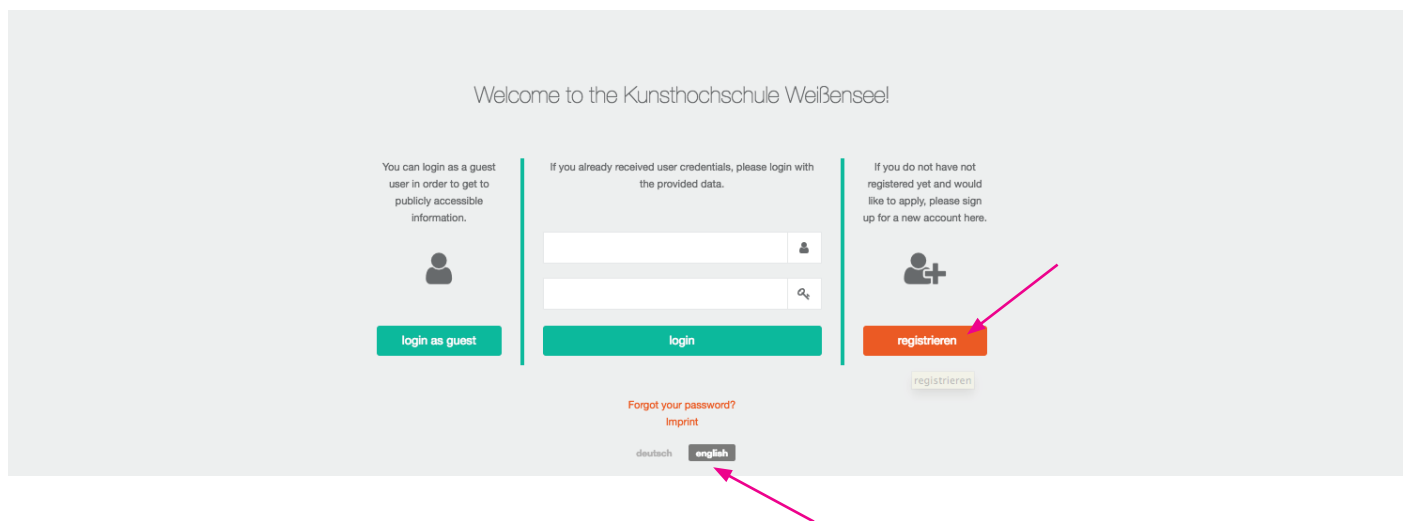 Welcome to the Kunsthochschule Weißensee!
You can login as a guest
user in order to get to
publicly accessible
information.
login as guest
If you already received user credentials, please login with
the provided data.
login
If you do not have not
registered yet and would
like to apply, please sign
up for a new account here.
registrieren
registrieren
Forgot your password?
Imprint
deutsch english